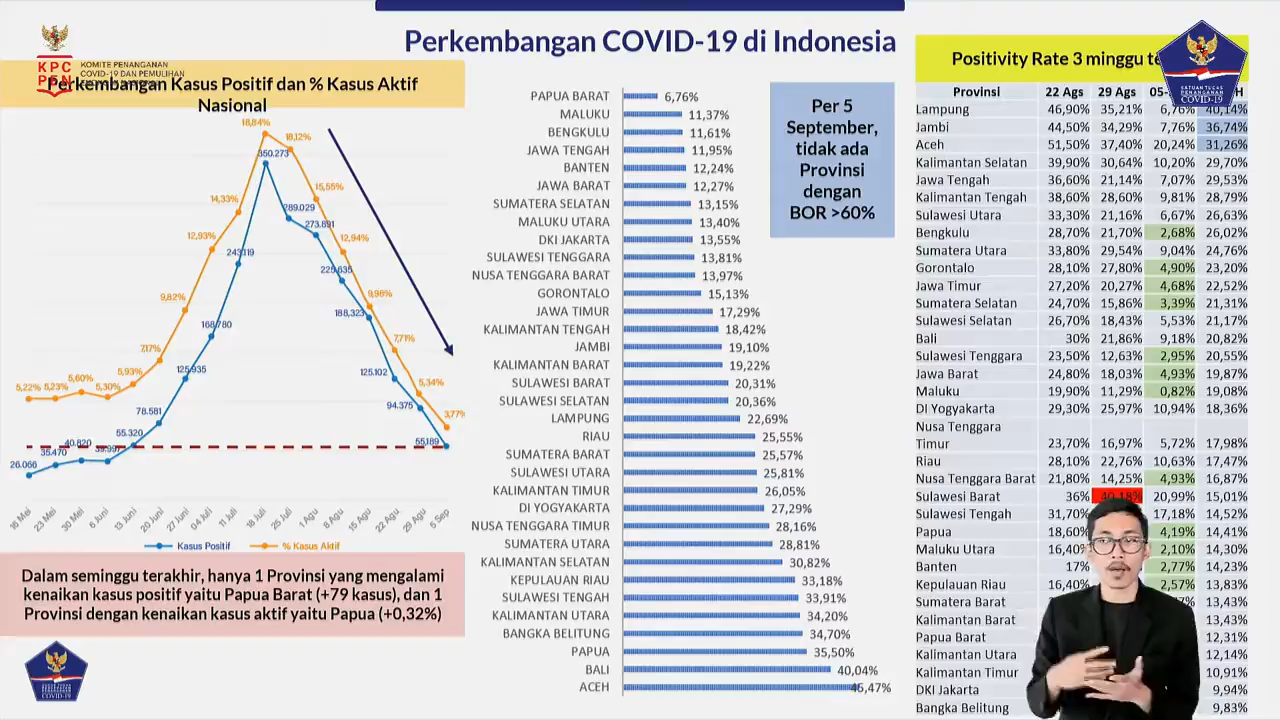 Perkembangan COVID-19 di Indonesia
KPC
PEN
KOMITE PENANGANAN
COVID-19 DAN PEMULIHAN
Perkembangan Kasus Positif dan % Kasus Aktif
Nasional
18,84%
18,12%
350.273
15,55%
14,33%
289.029
273.891
12,93%
12,94%
243.119
229.635
9,82%
9,98%
188.323
168.780
7,17%
7,71%
125.935
125.102
5,22%
5,23%
5,60%
5,30%
5,93%
5,34%
94.375
78.581
3,77%
55.320
55.189
40.820
35.470
26.066
16 Mei
23 Mei
30 Mei
6 Juni
13 Juni
20 Juni
27 Juni
04 Juli
11 Juli
18 Juli
25 Juli
1 Agu
8 Agu
15 Agu
22 Agu
29 Agu
5 Sep
Kasus Positif
% Kasus Aktif
Dalam seminggu terakhir, hanya 1 Provinsi yang mengalami
kenaikan kasus positif yaitu Papua Barat (+79 kasus), dan 1
Provinsi dengan kenaikan kasus aktif yaitu Papua (+0,32%)
COVID-19
PAPUA BARAT 6,76%
MALUKU 11,37%
BENGKULU 11,61%
JAWA TENGAH 11,95%
BANTEN 12,24%
JAWA BARAT 12,27%
SUMATERA SELATAN 13,15%
MALUKU UTARA 13,40%
DKI JAKARTA 13,55%
SULAWESI TENGGARA 13,81%
NUSA TENGGARA BARAT 13,97%
GORONTALO 15,13%
JAWA TIMUR 17,29%
KALIMANTAN TENGAH 18,42%
JAMBI 19,10%
KALIMANTAN BARAT 19,22%
SULAWESI BARAT 20,31%
SULAWESI SELATAN 20,36%
LAMPUNG 22,69%
RIAU 25,55%
SUMATERA BARAT 25,57%
SULAWESI UTARA 25,81%
KALIMANTAN TIMUR 26,05%
DI YOGYAKARTA 27,29%
NUSA TENGGARA TIMUR 28,16%
SUMATERA UTARA 28,81%
KALIMANTAN SELATAN 30,82%
KEPULAUAN RIAU 33,18%
SULAWESI TENGAH 33,91%
KALIMANTAN UTARA 34,20%
BANGKA BELITUNG 34,70%
PAPUA 35,50%
BALI 40,04%
ACEH 45,47%
Per 5
September,
tidak ada
Provinsi
dengan
BOR >60%
Positivity Rate 3 minggu te
SATUAN TUGAS
PENANGANAN
COVID-19
Provinsi 22 Ags 29 Ags 05- H
Lampung 46,90% 35,21% 6,76% 40,14%
Jambi 44,50% 34,29% 7,76% 36,74%
Aceh 51,50% 37,40% 20,24% 31,26%
Kalimantan Selatan 39,90% 36,64% 10,20% 29,70%
Jawa Tengah 36,60% 21,14% 7,07% 29,53%
Kalimantan Tengah 38,60% 28,60% 9,81% 28,79%
Sulawesi Utara 33,30% 21,16% 6,67% 26,63%
Bengkulu 28,70% 21,70% 2,68% 26,02%
Sumatera Utara 33,80% 29,54% 9,04% 24,76%
Gorontalo 28,10% 27,80% 4,90% 23,20%
Jawa Timur 27,20% 20,27% 4,68% 22,52%
Sumatera Selatan 24,70% 15,86% 3,39% 21,31%
Sulawesi Selatan 26,70% 18,43% 5,53% 21,17%
Bali 30% 21,86% 9,18% 20,82%
Sulawesi Tenggara 23,50% 12,63% 2,95% 20,55%
Jawa Barat 24,80% 18,03% 4,93% 19,87%
Maluku 19,90% 11,29% 0,82% 19,08%
DI Yogyakarta 29,30% 25,97% 10,94% 18,36%
Nusa Tenggara
Timur 23,70% 16,97% 5,72% 17,98%
Riau 28,10% 22,76% 10,63% 17,47%
Nusa Tenggara Barat 21,80% 14,25% 4,93% 16,87%
Sulawesi Barat 36% 40,18% 20,99% 15,01%
Sulawesi Tengah 31,70% 17,18% 14,52%
Papua 4,19% 14,41%
Maluku Utara 16,40% 2,10% 14,30%
Banten 17% 2,77% 14,23%
Kepulauan Riau 16,40% 2,57% 13,83%
Sumatera Barat
Kalimantan Barat 13,43%
Papua Barat
Kalimantan Utara 12,14%
Kalimantan Timur 10,91%
DKI Jakarta
Bangka Belitung 9,83%